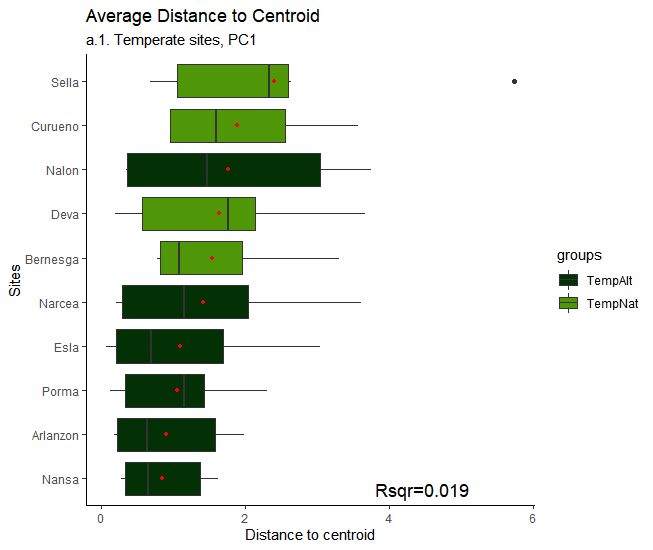 Average Distance to Centroid
a.1. Temperate sites, PC1
Sites
Sella
Curueno
Nalon
Deva
Bernesga
Narcea
Esla
Porma
Arlanzon
Nansa
Rsqr=0.019
0 2 4 6
Distance to centroid
groups
TempAlt
TempNat